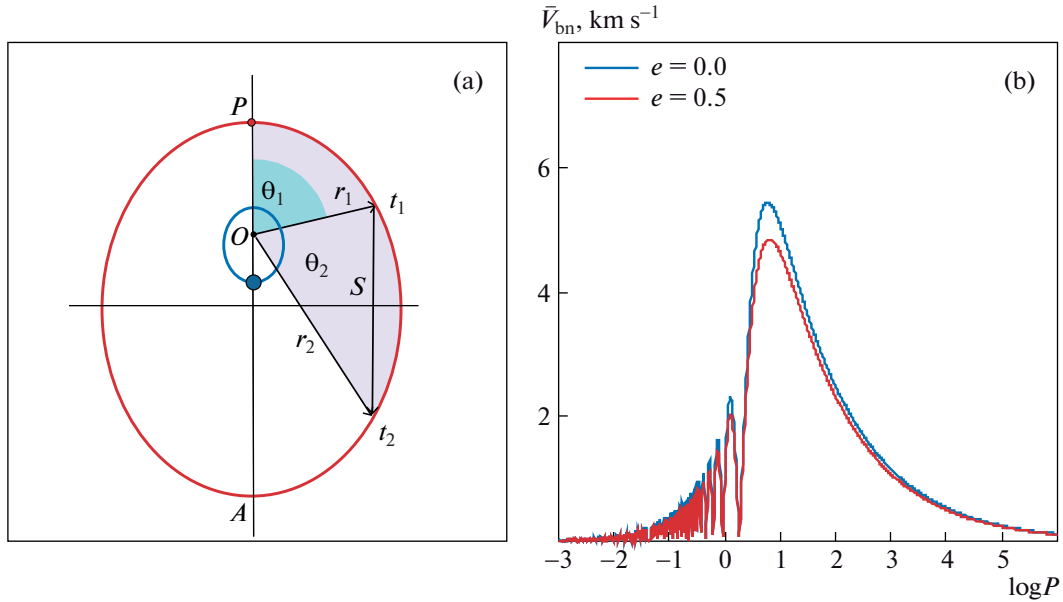 (a)
P
θ1
r1
t1
O
θ2
S
r2
t2
A
V̄bn, km s−1
e = 0.0
(b)
e = 0.5
6
4
2
−3 −2 −1 0 1 2 3 4 5
logP